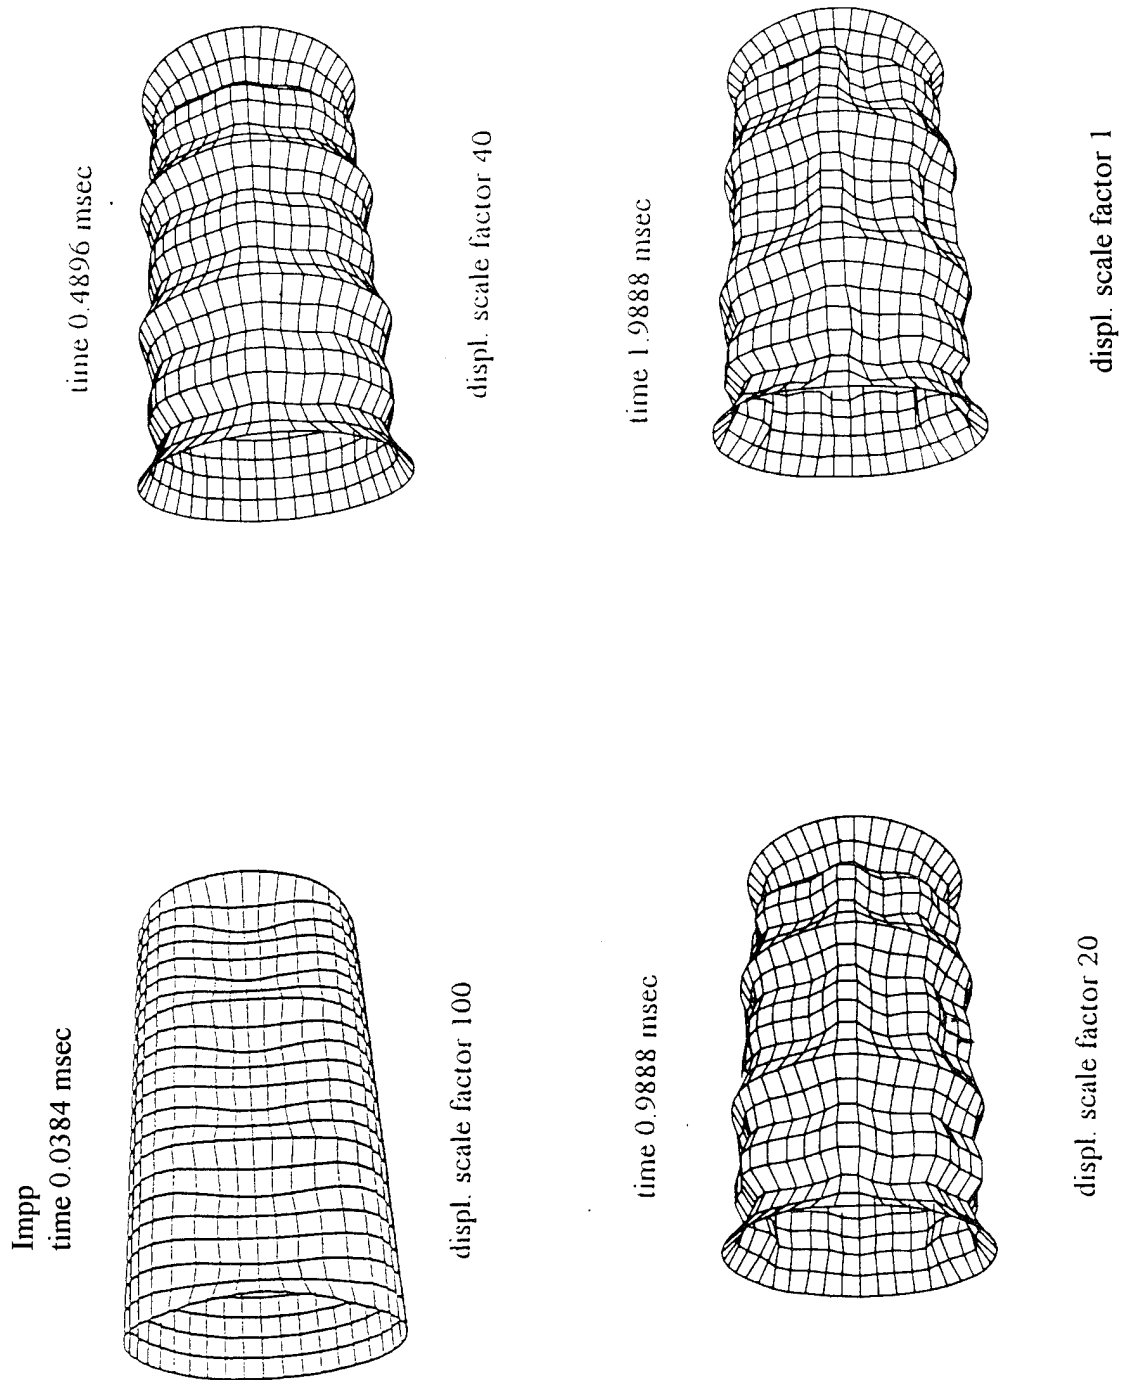 Impp
time 0.0384 msec
displ. scale factor 100
time 0.4896 msec
displ. scale factor 40
time 0.9888 msec
displ. scale factor 20
time 1.9888 msec
displ. scale factor 1